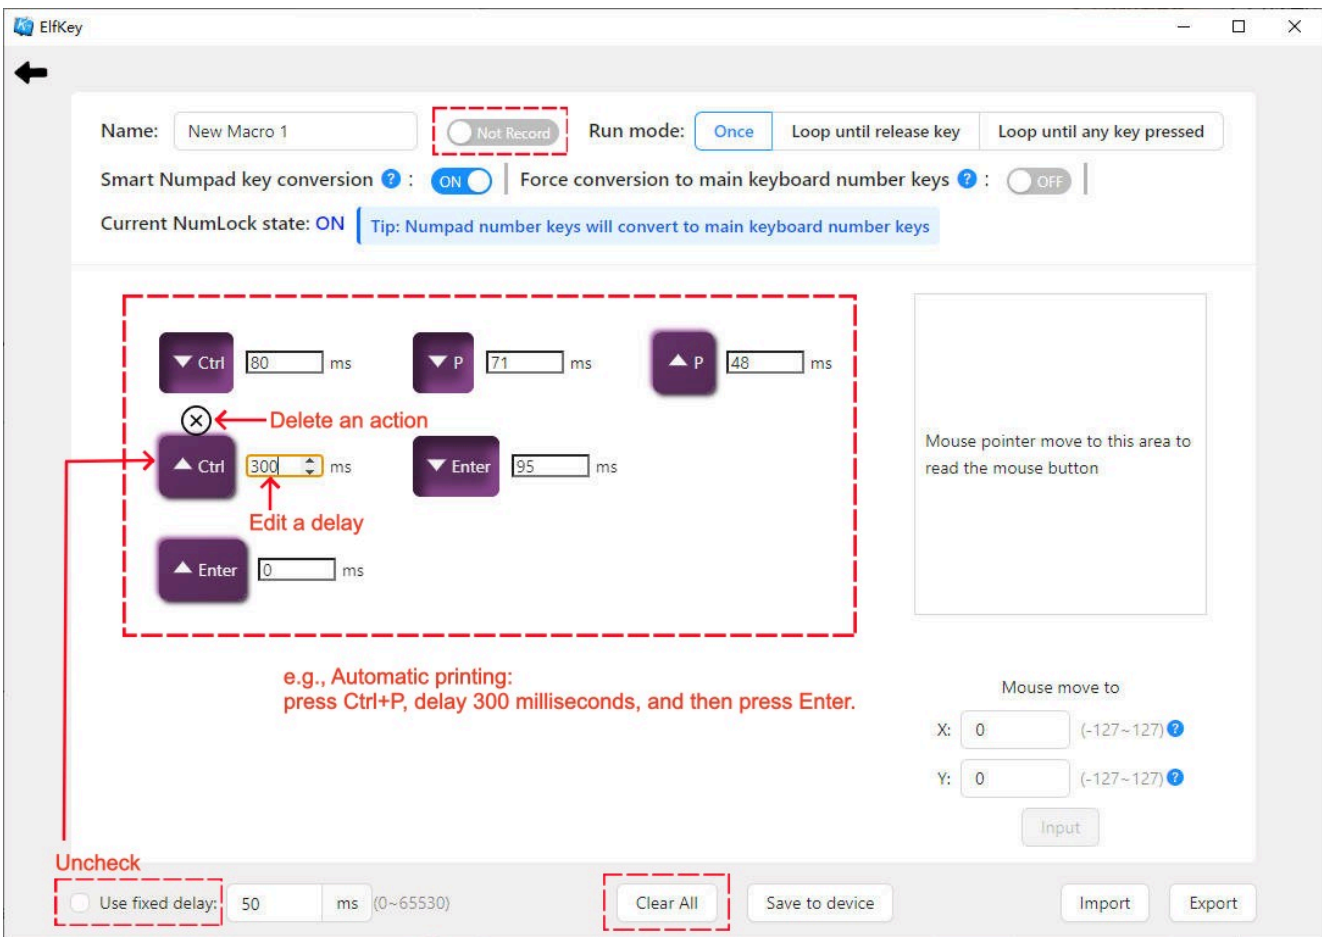 ElfKey
Name: New Macro 1 Not Record Run mode: Once Loop until release key Loop until any key pressed
Smart Numpad key conversion ? : ON Force conversion to main keyboard number keys ? : OFF
Current NumLock state: ON Tip: Numpad number keys will convert to main keyboard number keys
▼ Ctrl 80 ms ▼ P 71 ms ▲ P 48 ms
Delete an action
▲ Ctrl 300 ms ▼ Enter 95 ms
Edit a delay
▲ Enter 0 ms
Mouse pointer move to this area to
read the mouse button
e.g., Automatic printing:
press Ctrl+P, delay 300 milliseconds, and then press Enter.
Mouse move to
X: 0 (-127~127) ?
Y: 0 (-127~127) ?
Input
Uncheck
Use fixed delay: 50 ms (0~65530) Clear All Save to device Import Export